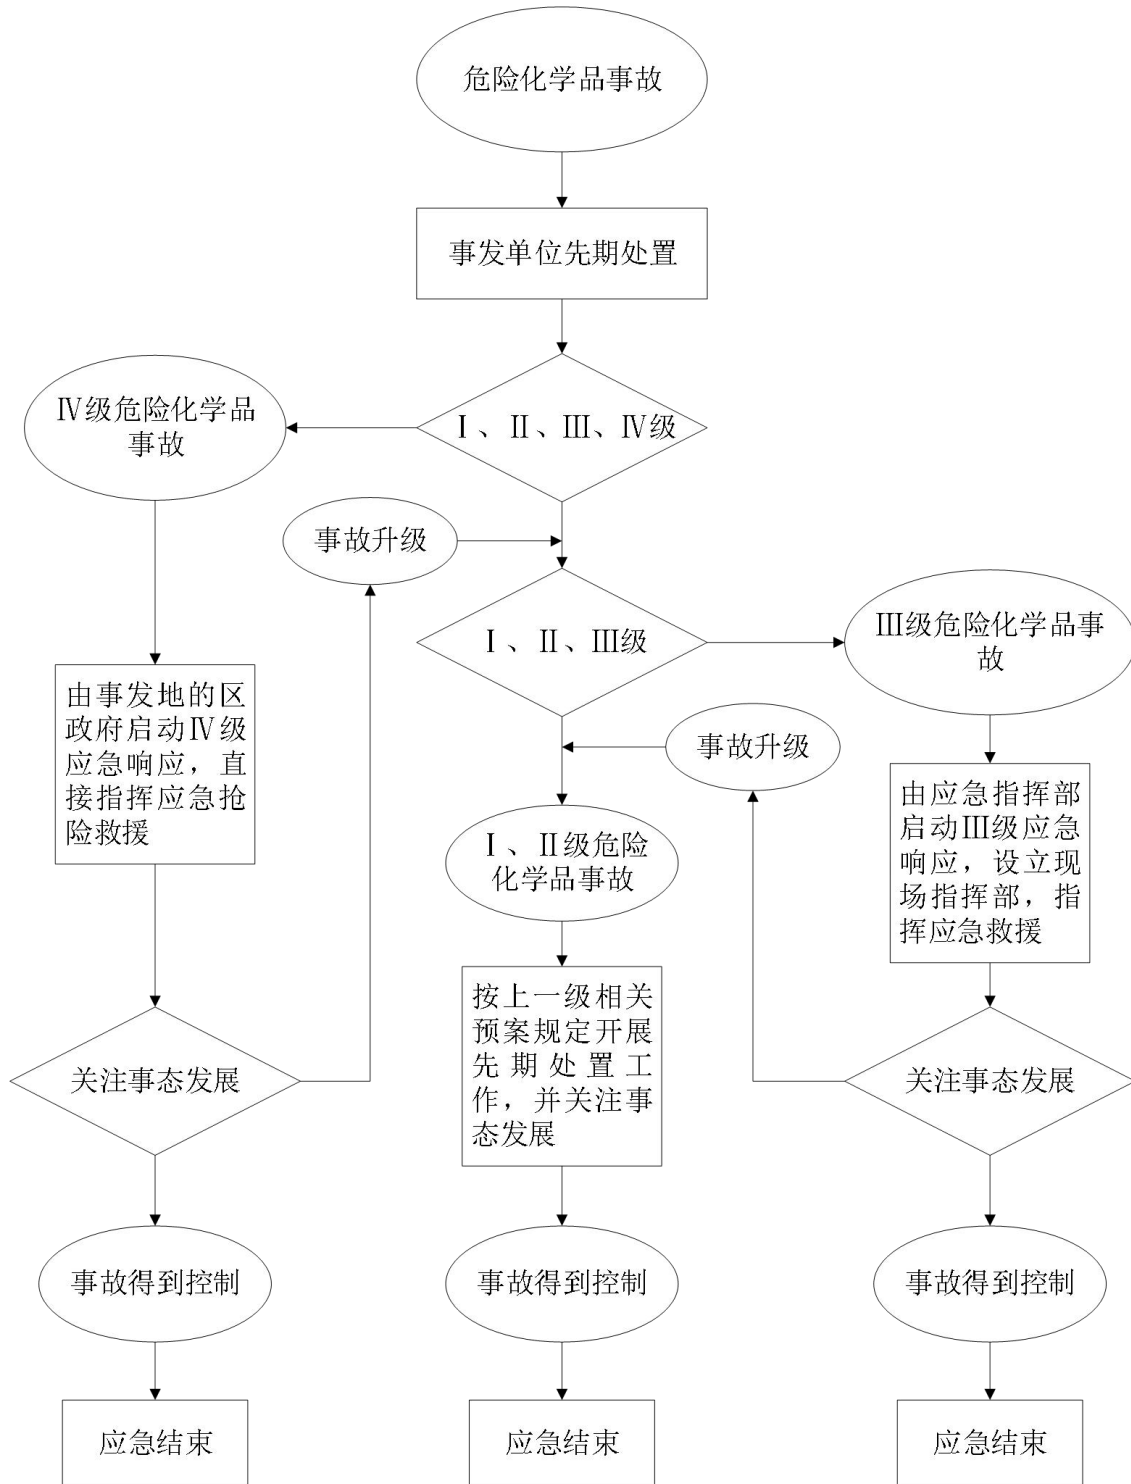 危险化学品事故
事发单位先期处置
Ⅰ、Ⅱ、Ⅲ、Ⅳ级
Ⅳ级危险化学品
事故
事故升级
Ⅰ、Ⅱ、Ⅲ级
Ⅲ级危险化学品事
故
由事发地的区
政府启动Ⅳ级
应急响应，直
接指挥应急抢
险救援
事故升级
由应急指挥部
启动Ⅲ级应急
响应，设立现
场指挥部，指
挥应急救援
Ⅰ、Ⅱ级危险
化学品事故
按上一级相关
预案规定开展
先期处置工
作，并关注事
态发展
关注事态发展
关注事态发展
事故得到控制
事故得到控制
事故得到控制
应急结束
应急结束
应急结束